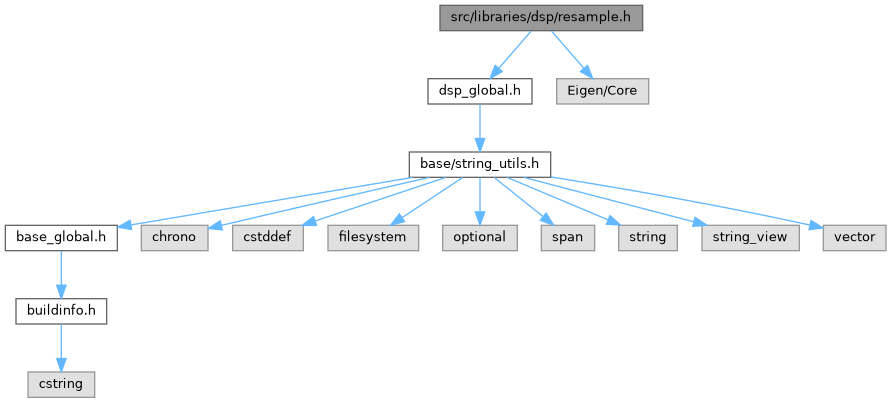 src/libraries/dsp/resample.h
dsp_global.h
Eigen/Core
base/string_utils.h
base_global.h
chrono
cstddef
filesystem
optional
span
string
string_view
vector
buildinfo.h
cstring